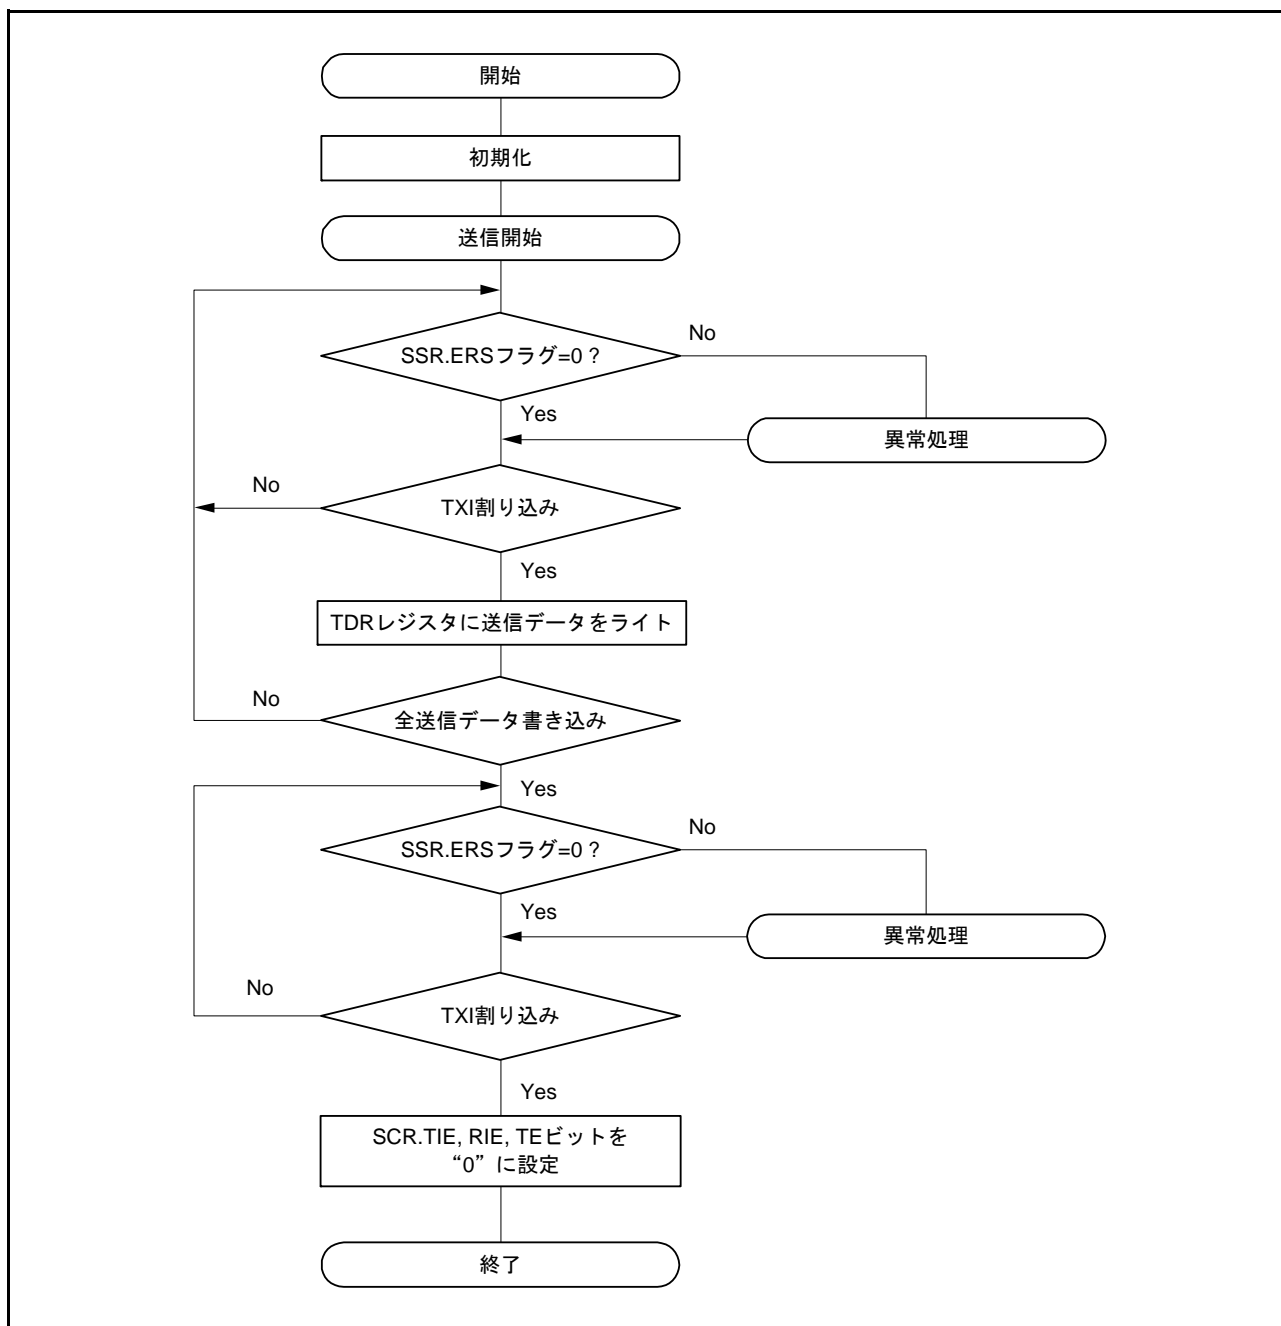 開始
初期化
送信開始
SSR.ERSフラグ=0 ?
No
Yes
異常処理
TXI割り込み
No
Yes
TDRレジスタに送信データをライト
全送信データ書き込み
No
Yes
SSR.ERSフラグ=0 ?
No
Yes
異常処理
TXI割り込み
No
Yes
SCR.TIE, RIE, TEビットを
“0”に設定
終了